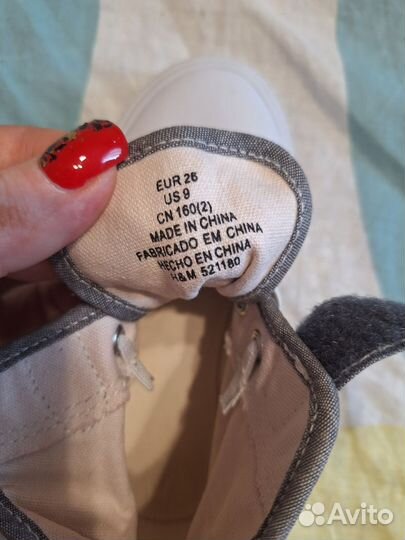 EUR 26
US 9
CN 160(2)
MADE IN CHINA
FABRICADO EM CHINA
HECHO EN CHINA
H&M 521180
Avito